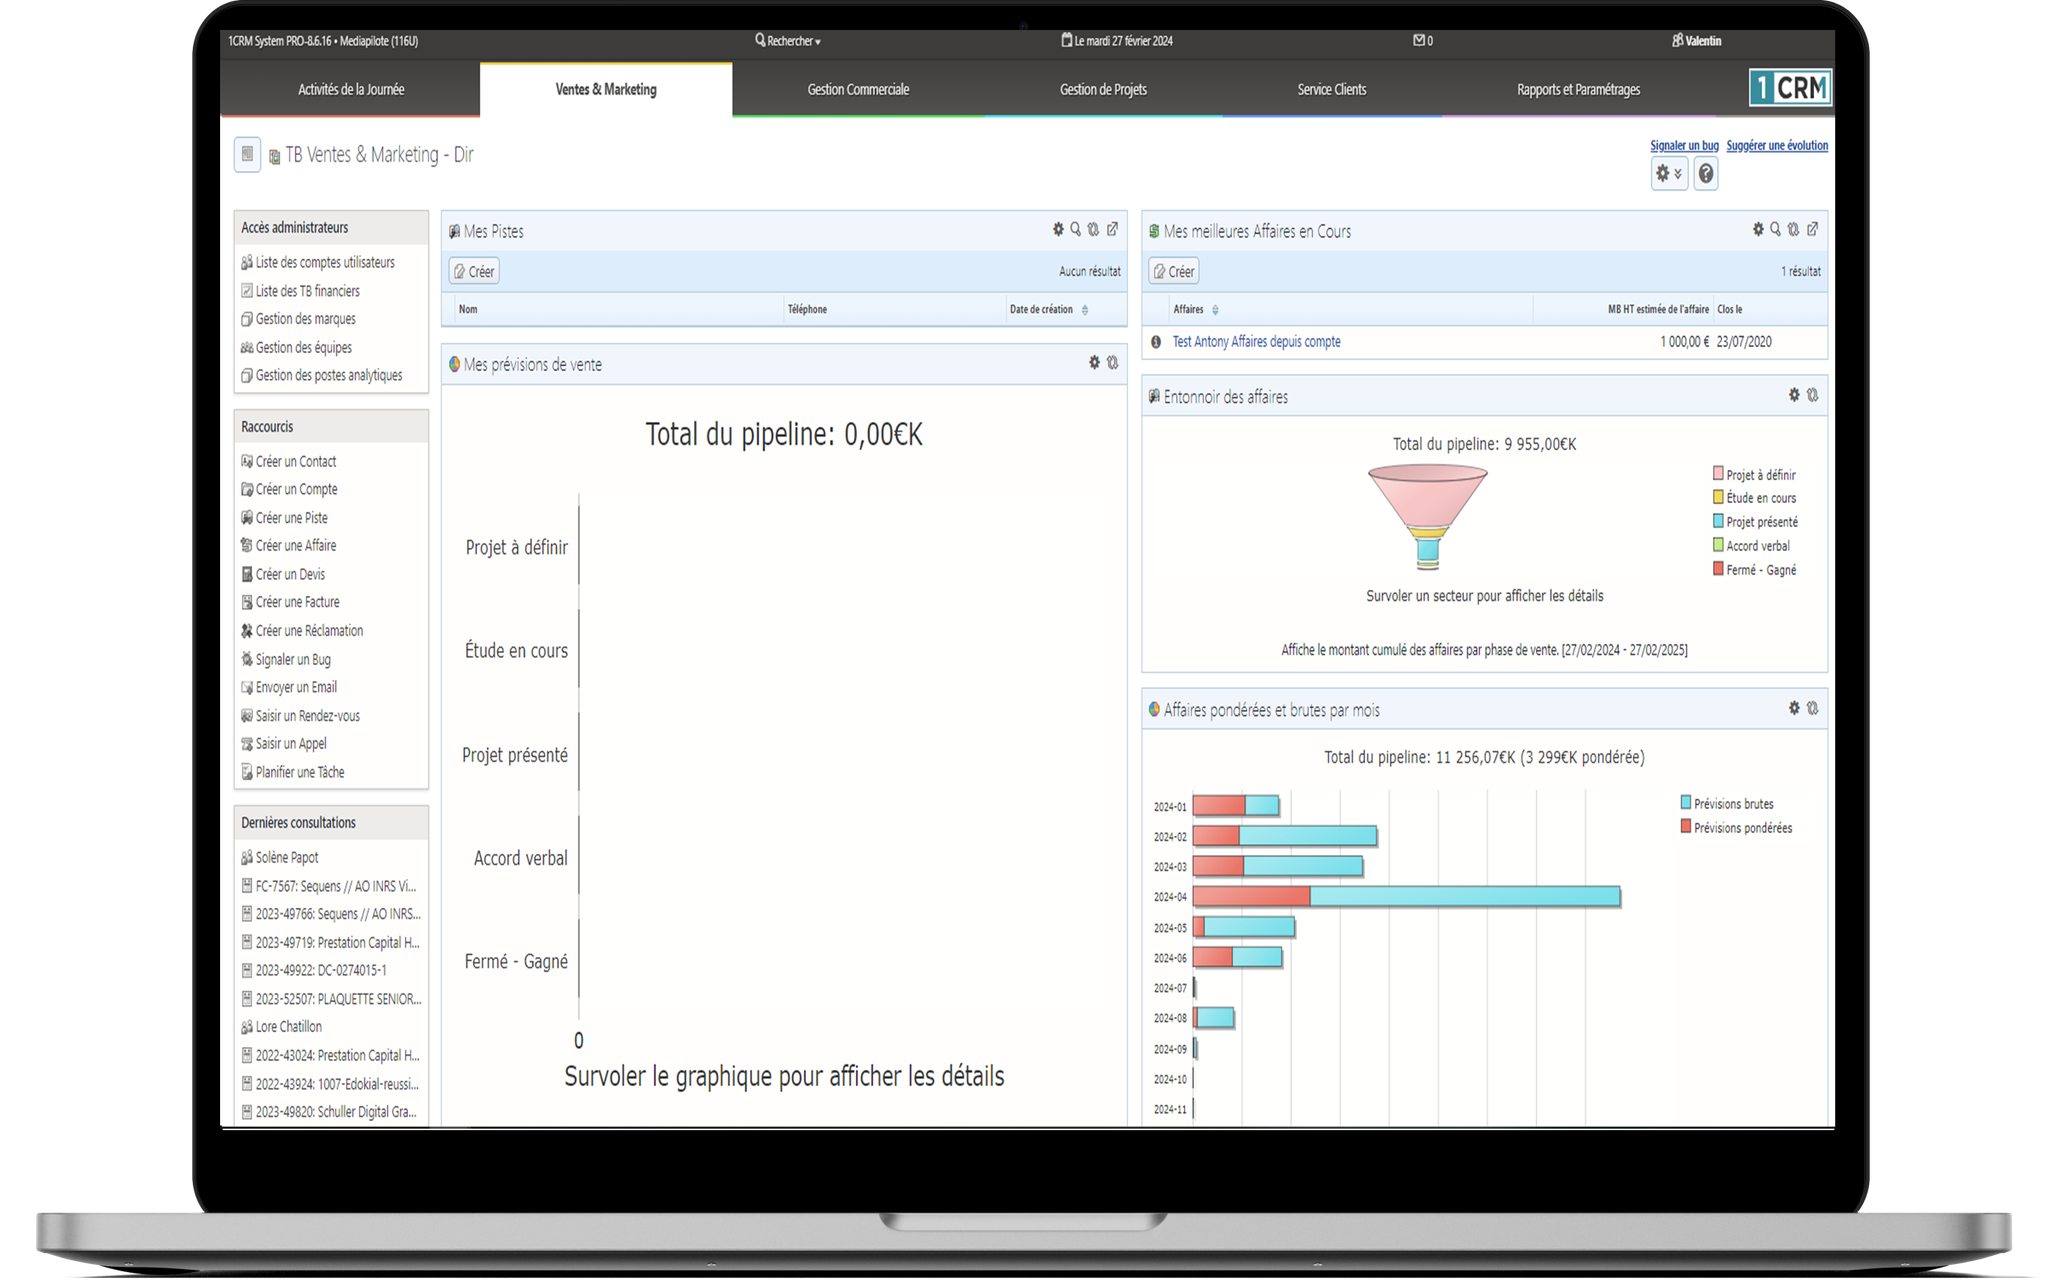 1CRM System PRO-8.6.16 • Mediapilote (116U)
Rechercher
Le mardi 27 février 2024
0
Valentin
Activités de la Journée
Ventes & Marketing
Gestion Commerciale
Gestion de Projets
Service Clients
Rapports et Paramétrages
1 CRM
TB Ventes & Marketing - Dir
Signaler un bug
Suggérer une évolution
Accès administrateurs
Liste des comptes utilisateurs
Liste des TB financiers
Gestion des marques
Gestion des équipes
Gestion des postes analytiques
Raccourcis
Créer un Contact
Créer un Compte
Créer une Piste
Créer une Affaire
Créer un Devis
Créer une Facture
Créer une Réclamation
Signaler un Bug
Envoyer un Email
Saisir un Rendez-vous
Saisir un Appel
Planifier une Tâche
Dernières consultations
Solène Papot
FC-7567: Sequens // AO INRS Vi...
2023-49766: Sequens // AO INRS...
2023-49719: Prestation Capital H...
2023-49922: DC-0274015-1
2023-52507: PLAQUETTE SENIOR...
Lore Chatillon
2022-43024: Prestation Capital H...
2022-43924: 1007-Edokial-reussi...
2023-49820: Schuller Digital Gra...
Mes Pistes
Créer
Aucun résultat
Nom
Téléphone
Date de création
Mes prévisions de vente
Total du pipeline: 0,00€K
Projet à définir
Étude en cours
Projet présenté
Accord verbal
Fermé - Gagné
0
Survoler le graphique pour afficher les détails
Mes meilleures Affaires en Cours
Créer
1 résultat
Affaires
MB HT estimée de l'affaire
Clos le
Test Antony Affaires depuis compte
1 000,00 €
23/07/2020
Entonnoir des affaires
Total du pipeline: 9 955,00€K
Projet à définir
Étude en cours
Projet présenté
Accord verbal
Fermé - Gagné
Survoler un secteur pour afficher les détails
Affiche le montant cumulé des affaires par phase de vente. [27/02/2024 - 27/02/2025]
Affaires pondérées et brutes par mois
Total du pipeline: 11 256,07€K (3 299€K pondérée)
Prévisions brutes
Prévisions pondérées
2024-01
2024-02
2024-03
2024-04
2024-05
2024-06
2024-07
2024-08
2024-09
2024-10
2024-11